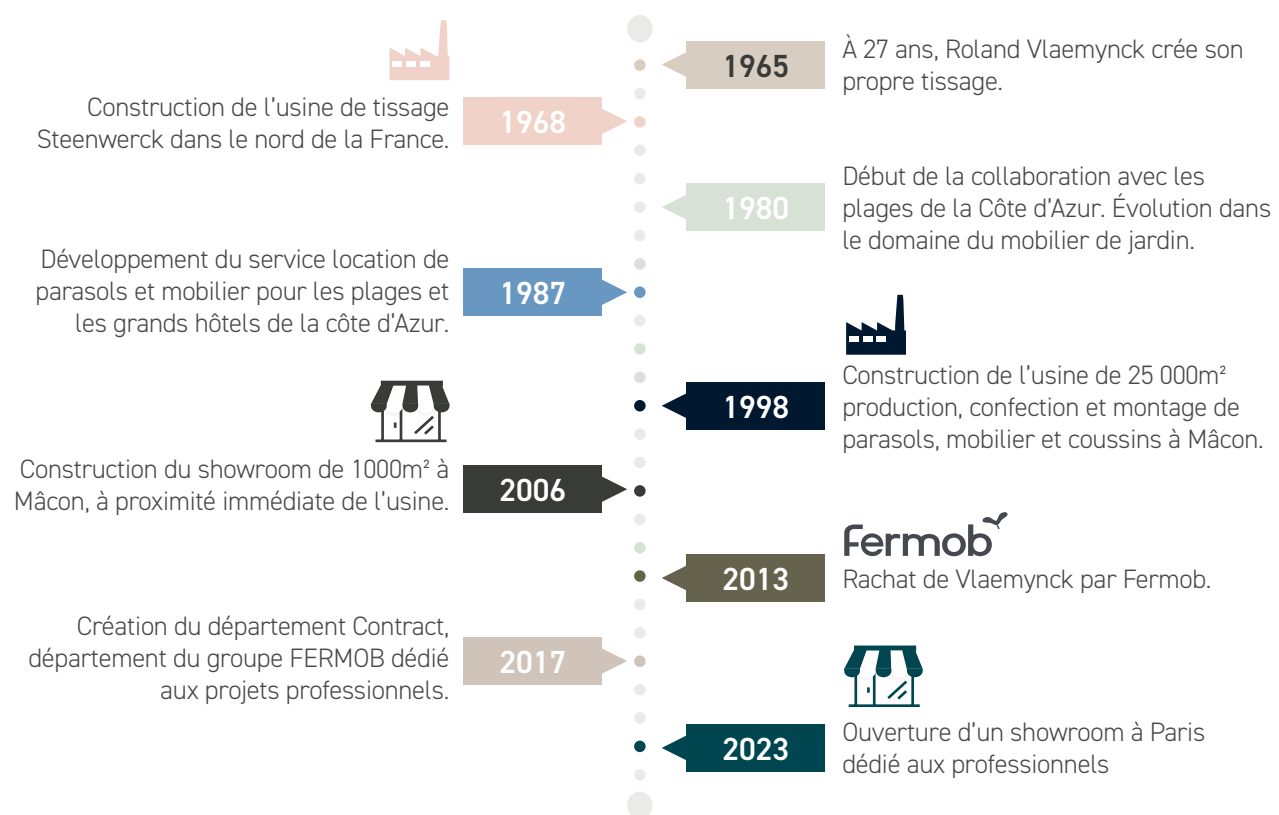 1965
À 27 ans, Roland Vlaemynck crée son
propre tissage.
Construction de l'usine de tissage
Steenwerck dans le nord de la France.
1968
1980
Début de la collaboration avec les
plages de la Côte d'Azur. Évolution dans
le domaine du mobilier de jardin.
Développement du service location de
parasols et mobilier pour les plages et
les grands hôtels de la côte d'Azur.
1987
1998
Construction de l'usine de 25 000m²
production, confection et montage de
parasols, mobilier et coussins à Mâcon.
Construction du showroom de 1000m² à
Mâcon, à proximité immédiate de l'usine.
2006
2013
Fermob
Rachat de Vlaemynck par Fermob.
Création du département Contract,
département du groupe FERMOB dédié
aux projets professionnels.
2017
2023
Ouverture d'un showroom à Paris
dédié aux professionnels